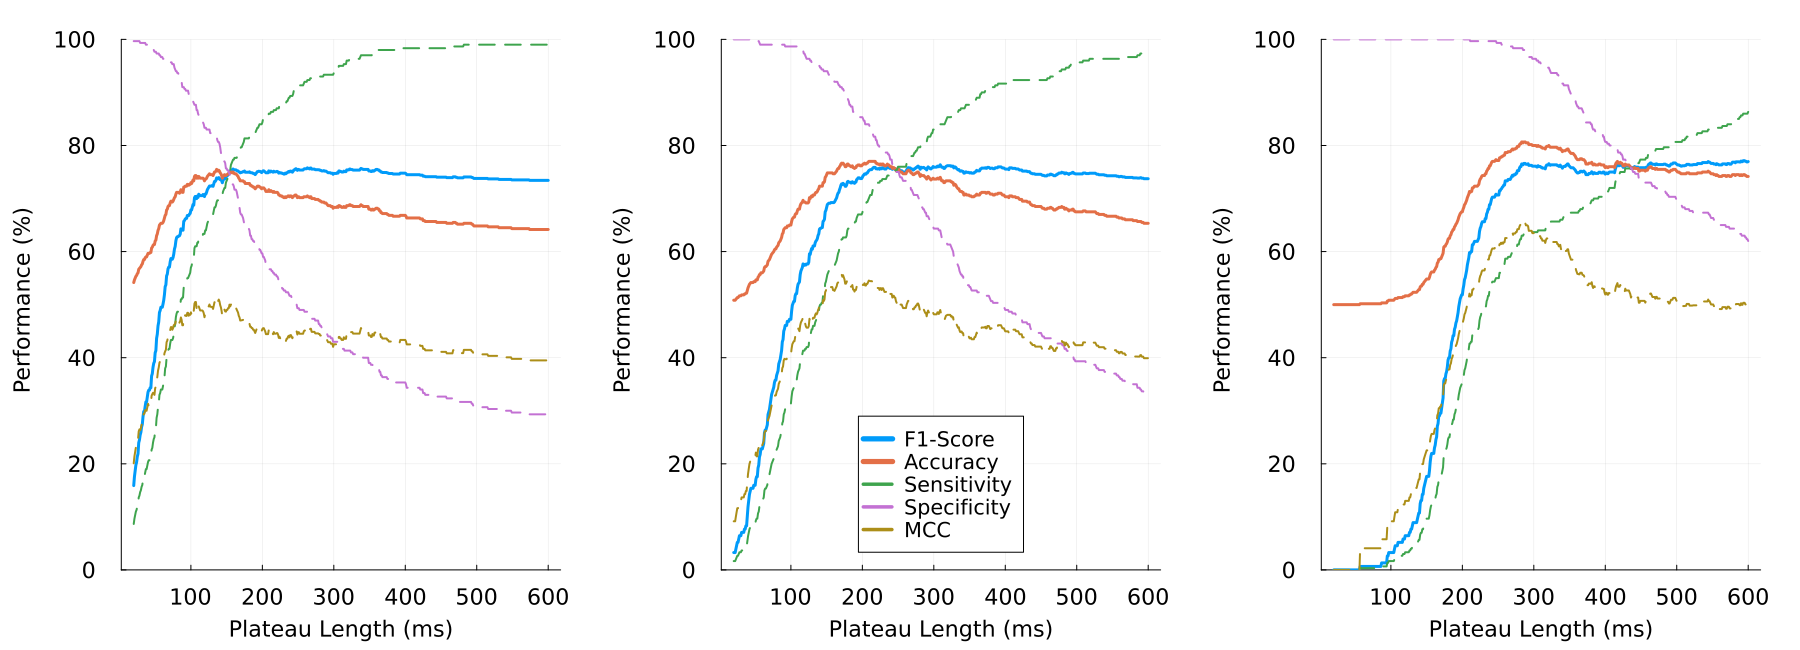 Performance (%)
100
80
60
40
20
0
100 200 300 400 500 600
Plateau Length (ms)
Performance (%)
100
80
60
40
20
0
F1-Score
Accuracy
Sensitivity
Specificity
MCC
100 200 300 400 500 600
Plateau Length (ms)
Performance (%)
100
80
60
40
20
0
100 200 300 400 500 600
Plateau Length (ms)